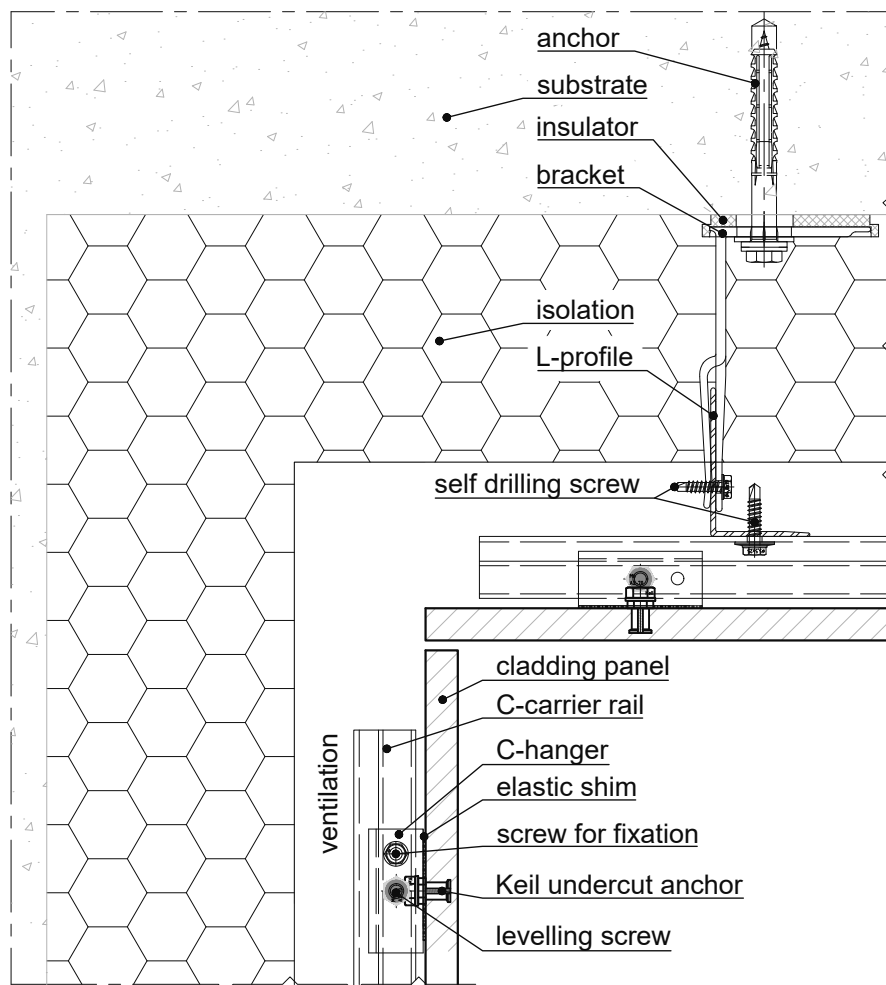 anchor
substrate
insulator
bracket
isolation
L-profile
self drilling screw
cladding panel
C-carrier rail
C-hanger
elastic shim
screw for fixation
Keil undercut anchor
levelling screw
ventilation